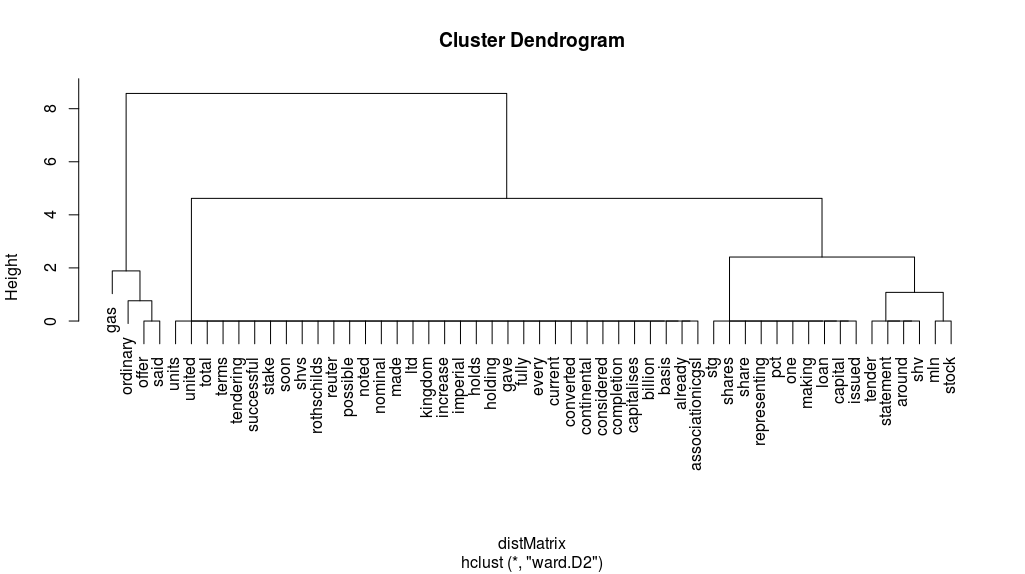 Cluster Dendrogram
Height
0 2 4 6 8
gas
ordinary
offer
said
units
united
total
terms
tendering
successful
stake
soon
shvs
rothschilds
reuter
possible
noted
nominal
made
ltd
kingdom
increase
imperial
holds
holding
gave
fully
every
current
converted
continental
considered
completion
capitalises
billion
basis
already
associationicgsl
stg
shares
share
representing
pct
one
making
loan
capital
issued
tender
statement
around
shv
mln
stock
distMatrix
hclust (*, "ward.D2")